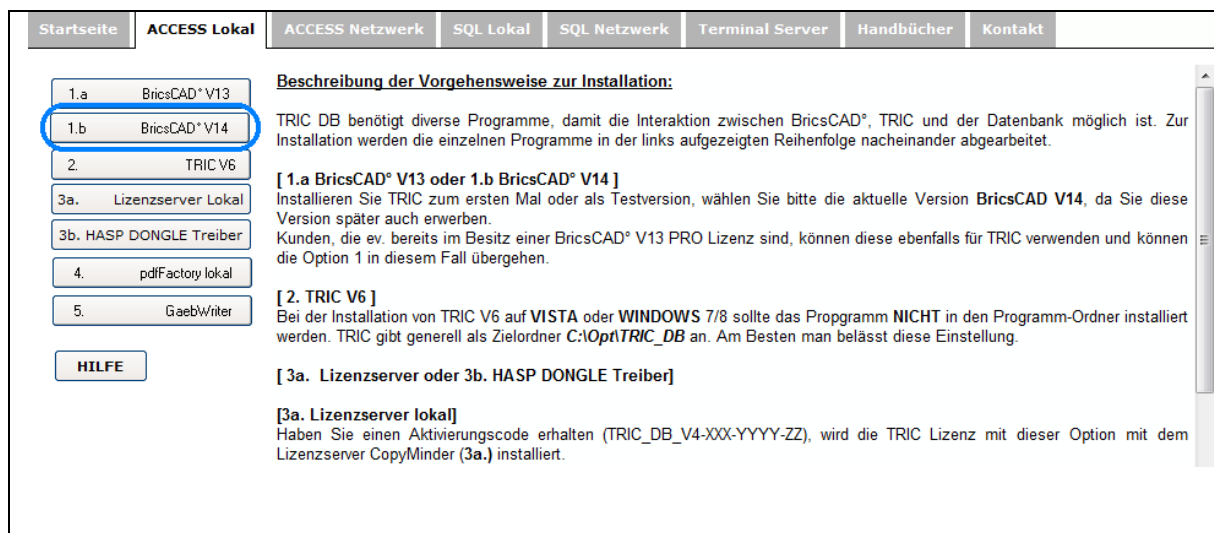 Startseite ACCESS Lokal ACCESS Netzwerk SQL Lokal SQL Netzwerk Terminal Server Handbücher Kontakt
1.a BricsCAD° V13
1.b BricsCAD° V14
2. TRIC V6
3a. Lizenzserver Lokal
3b. HASP DONGLE Treiber
4. pdfFactory lokal
5. GaebWriter
HILFE
Beschreibung der Vorgehensweise zur Installation:
TRIC DB benötigt diverse Programme, damit die Interaktion zwischen BricsCAD°, TRIC und der Datenbank möglich ist. Zur
Installation werden die einzelnen Programme in der links aufgezeigten Reihenfolge nacheinander abgearbeitet.
[ 1.a BricsCAD° V13 oder 1.b BricsCAD° V14 ]
Installieren Sie TRIC zum ersten Mal oder als Testversion, wählen Sie bitte die aktuelle Version BricsCAD V14, da Sie diese
Version später auch erwerben.
Kunden, die ev. bereits im Besitz einer BricsCAD° V13 PRO Lizenz sind, können diese ebenfalls für TRIC verwenden und können
die Option 1 in diesem Fall übergehen.
[ 2. TRIC V6 ]
Bei der Installation von TRIC V6 auf VISTA oder WINDOWS 7/8 sollte das Propgramm NICHT in den Programm-Ordner installiert
werden. TRIC gibt generell als Zielordner C:\Opt\TRIC_DB an. Am Besten man belässt diese Einstellung.
[ 3a. Lizenzserver oder 3b. HASP DONGLE Treiber]
[3a. Lizenzserver lokal]
Haben Sie einen Aktivierungscode erhalten (TRIC_DB_V4-XXX-YYYY-ZZ), wird die TRIC Lizenz mit dieser Option mit dem
Lizenzserver CopyMinder (3a.) installiert.